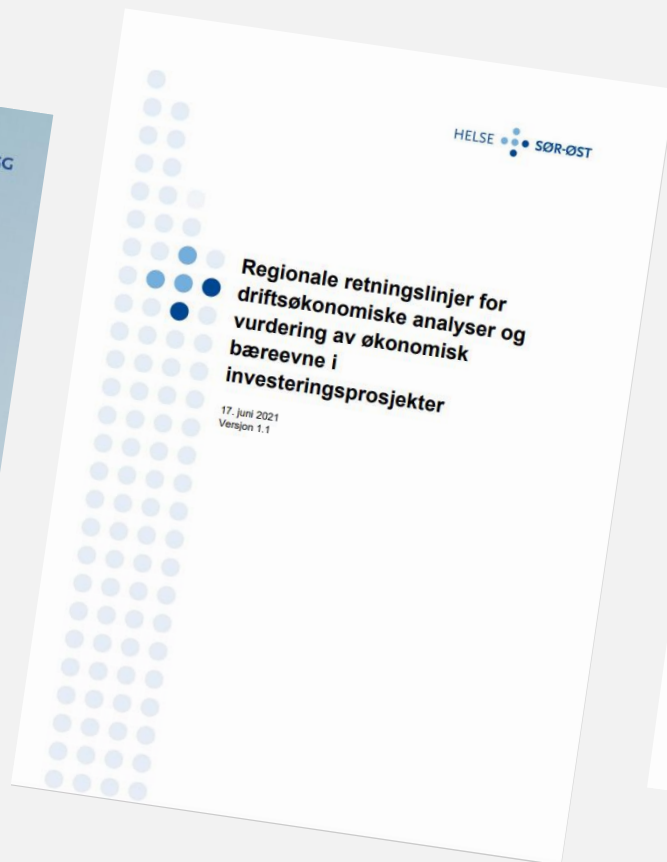 G
HELSE SØR-ØST
Regionale retningslinjer for
driftsøkonomiske analyser og
vurdering av økonomisk
bæreevne i
investeringsprosjekter
17. juni 2021
Versjon 1.1